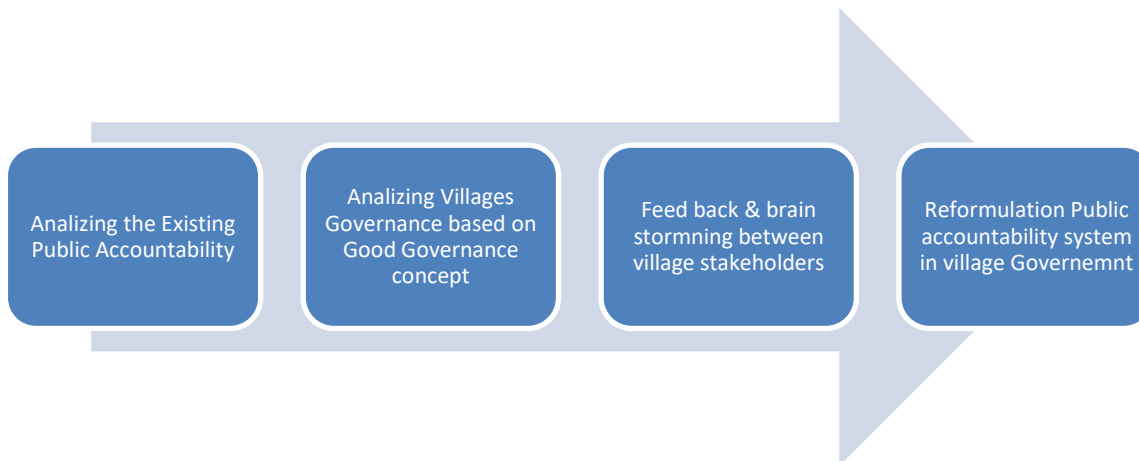 Analizing the Existing
Public Accountability
Analizing Villages
Governance based on
Good Governance
concept
Feed back & brain
stormning between
village stakeholders
Reformulation Public
accountability system
in village Governemnt